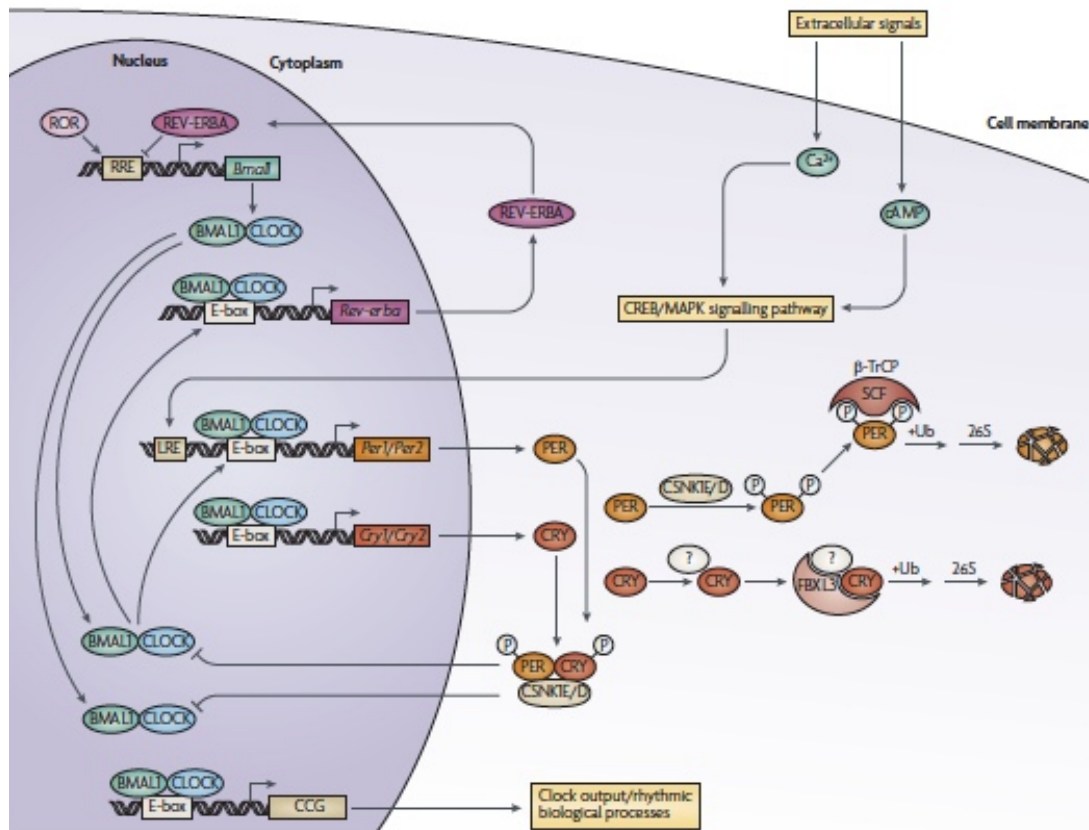 Extracellular signals
Nucleus
Cytoplasm
Cell membrane
ROR
REV-ERBA
RRE
Bmal1
Ca2+
REV-ERBA
cAMP
BMAL1 CLOCK
BMAL1 CLOCK
E-box
Rev-erbα
CREB/MAPK signalling pathway
β-TrCP
SCF
P P
PER
+Ub
26S
BMAL1 CLOCK
LRE
E-box
Per1/Per2
PER
CSNK1E/D
PER
P P
PER
BMAL1 CLOCK
E-box
Cry1/Cry2
CRY
CRY
?
CRY
?
FBXL3 CRY
+Ub
26S
BMAL1 CLOCK
P P
PER CRY
CSNK1E/D
BMAL1 CLOCK
BMAL1 CLOCK
E-box
CCG
Clock output/rhythmic
biological processes